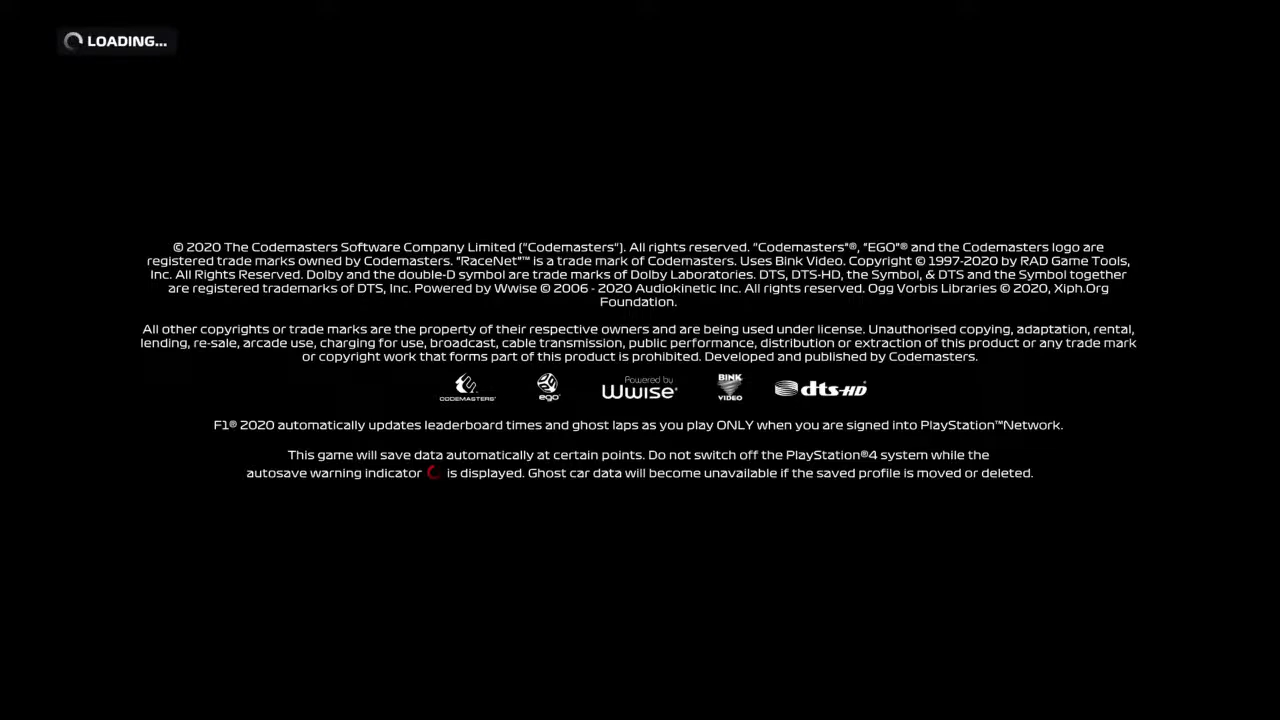 LOADING...
© 2020 The Codemasters Software Company Limited ("Codemasters"). All rights reserved. "Codemasters"®, "EGO"® and the Codemasters logo are
registered trade marks owned by Codemasters. "RaceNet"™ is a trade mark of Codemasters. Uses Bink Video. Copyright © 1997-2020 by RAD Game Tools,
Inc. All Rights Reserved. Dolby and the double-D symbol are trade marks of Dolby Laboratories. DTS, DTS-HD, the Symbol, & DTS and the Symbol together
are registered trademarks of DTS, Inc. Powered by Wwise © 2006 - 2020 Audiokinetic Inc. All rights reserved. Ogg Vorbis Libraries © 2020, Xiph.Org
Foundation.
All other copyrights or trade marks are the property of their respective owners and are being used under license. Unauthorised copying, adaptation, rental,
lending, re-sale, arcade use, charging for use, broadcast, cable transmission, public performance, distribution or extraction of this product or any trade mark
or copyright work that forms part of this product is prohibited. Developed and published by Codemasters.
CODEMASTERS®
ego®
Powered by
Wwise®
BINK
VIDEO
dts-HD®
F1® 2020 automatically updates leaderboard times and ghost laps as you play ONLY when you are signed into PlayStation™Network.
This game will save data automatically at certain points. Do not switch off the PlayStation®4 system while the
autosave warning indicator is displayed. Ghost car data will become unavailable if the saved profile is moved or deleted.